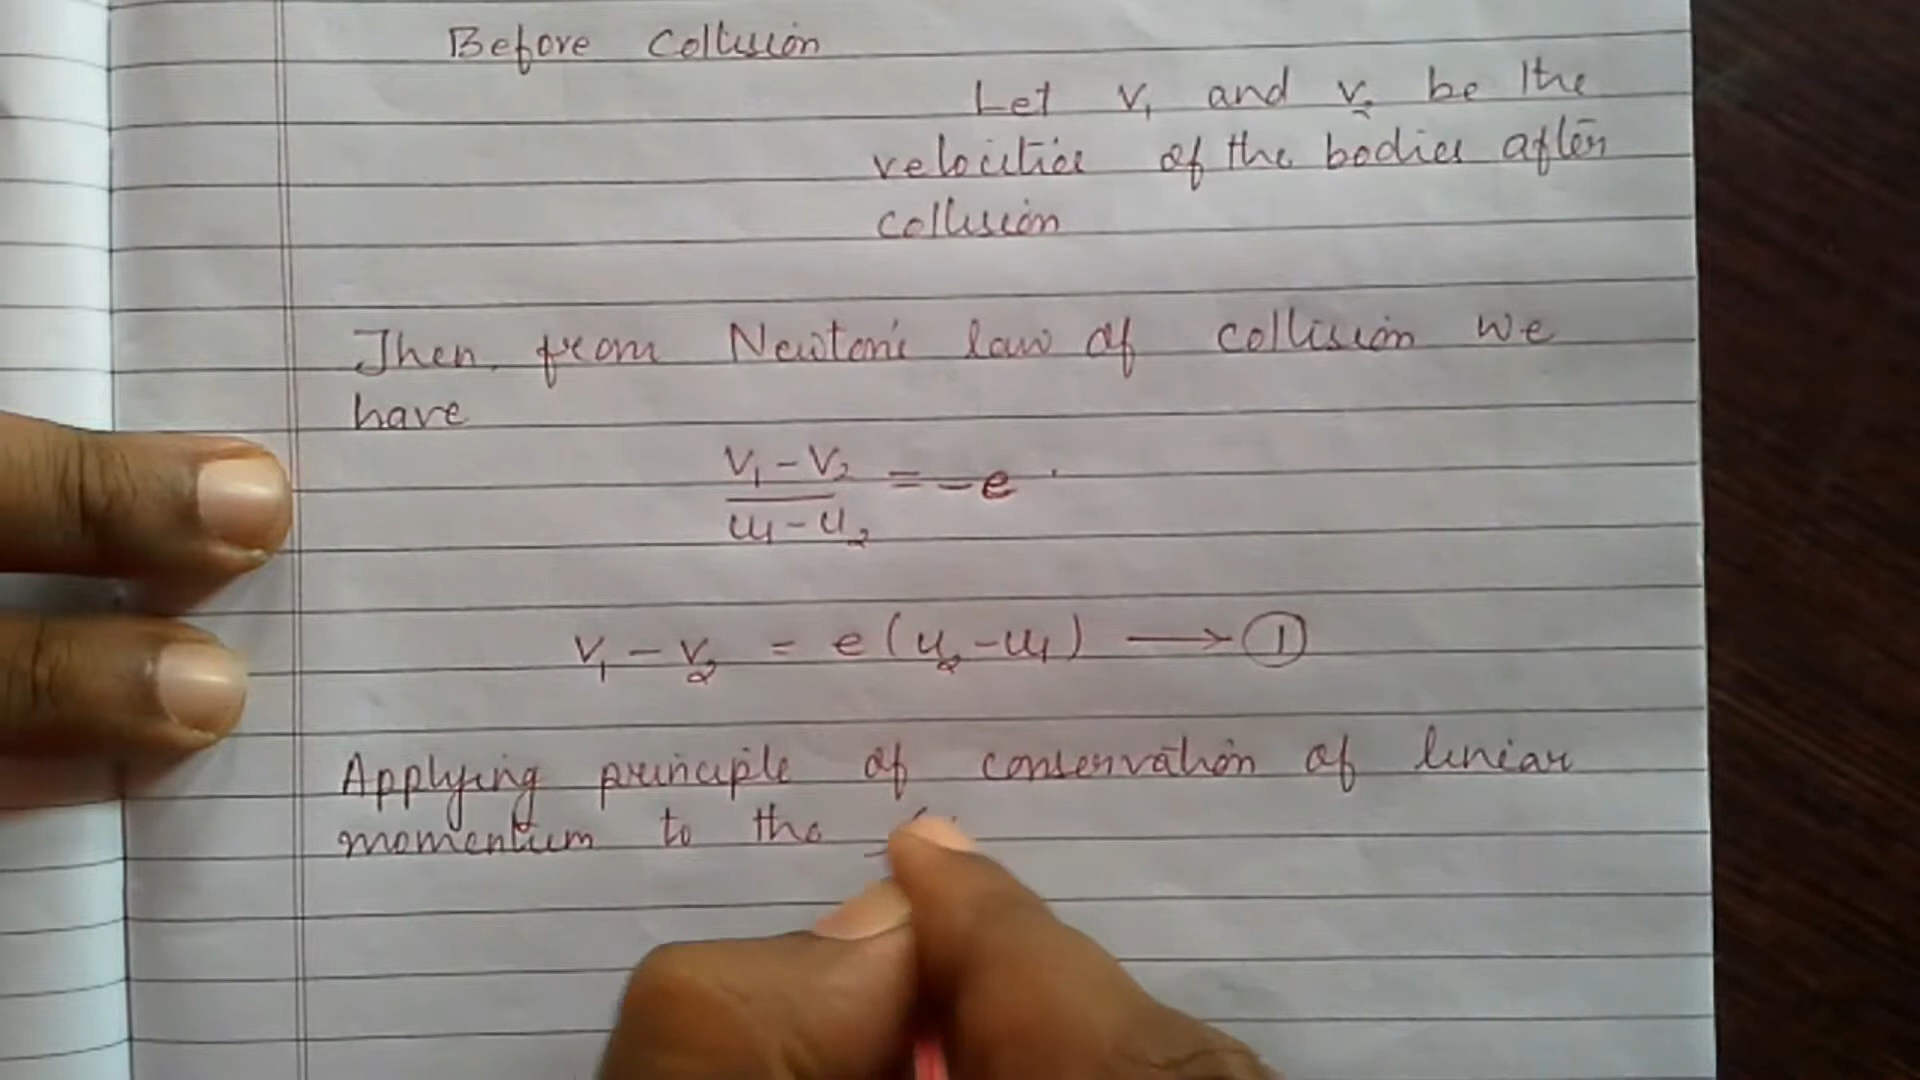 Before Collision
Let v₁ and v₂ be the
velocities of the bodies after
collision
Then, from Newton's law of collision we
have
V₁ - V₂
= -e
u₁ - u₂
v₁ - v₂ = e(u₂ - u₁) ⟶ ①
Applying principle of conservation of liniar
momentum to the